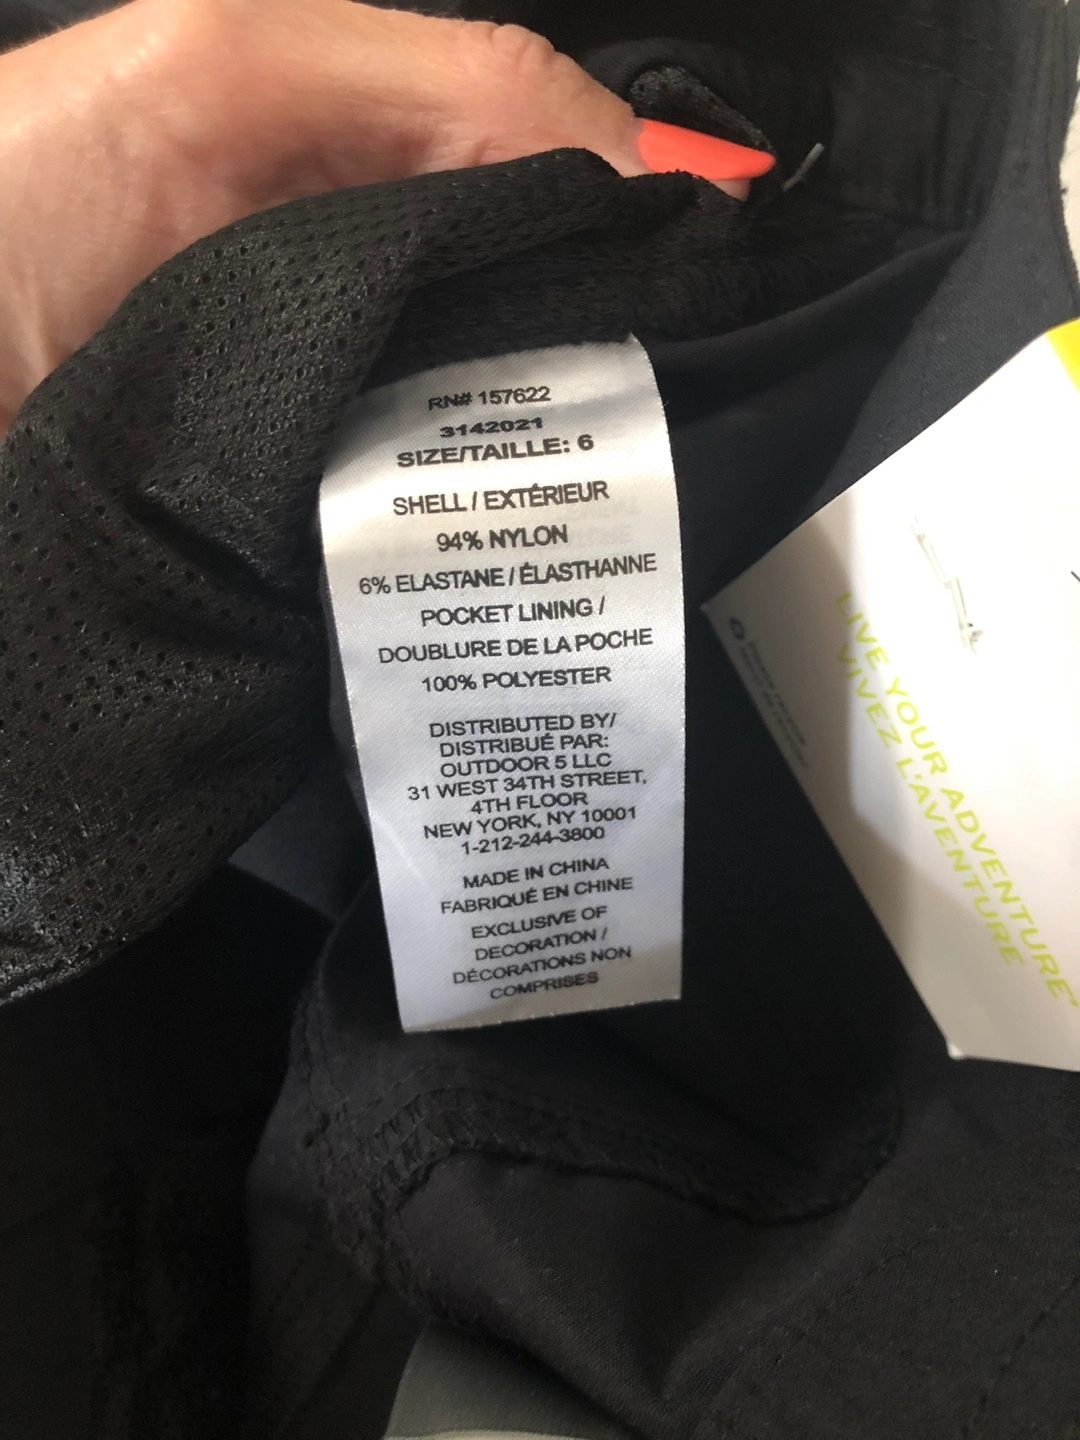 RN# 157622
3142021
SIZE/TAILLE: 6
SHELL / EXTÉRIEUR
94% NYLON
6% ELASTANE / ÉLASTHANNE
POCKET LINING /
DOUBLURE DE LA POCHE
100% POLYESTER
DISTRIBUTED BY/
DISTRIBUÉ PAR:
OUTDOOR 5 LLC
31 WEST 34TH STREET,
4TH FLOOR
NEW YORK, NY 10001
1-212-244-3800
MADE IN CHINA
FABRIQUÉ EN CHINE
EXCLUSIVE OF
DECORATION /
DÉCORATIONS NON
COMPRISES
LIVE YOUR ADVENTURE®
VIVEZ L'AVENTURE